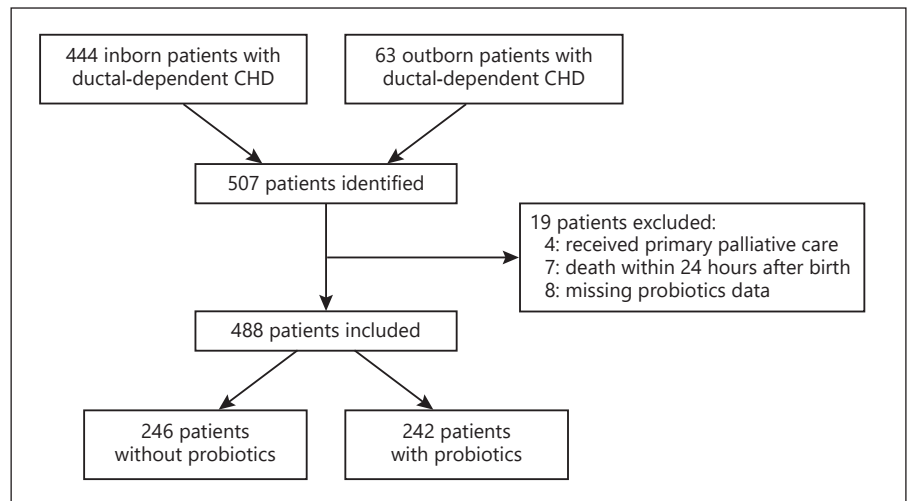 444 inborn patients with
ductal-dependent CHD
63 outborn patients with
ductal-dependent CHD
507 patients identified
19 patients excluded:
4: received primary palliative care
7: death within 24 hours after birth
8: missing probiotics data
488 patients included
246 patients
without probiotics
242 patients
with probiotics